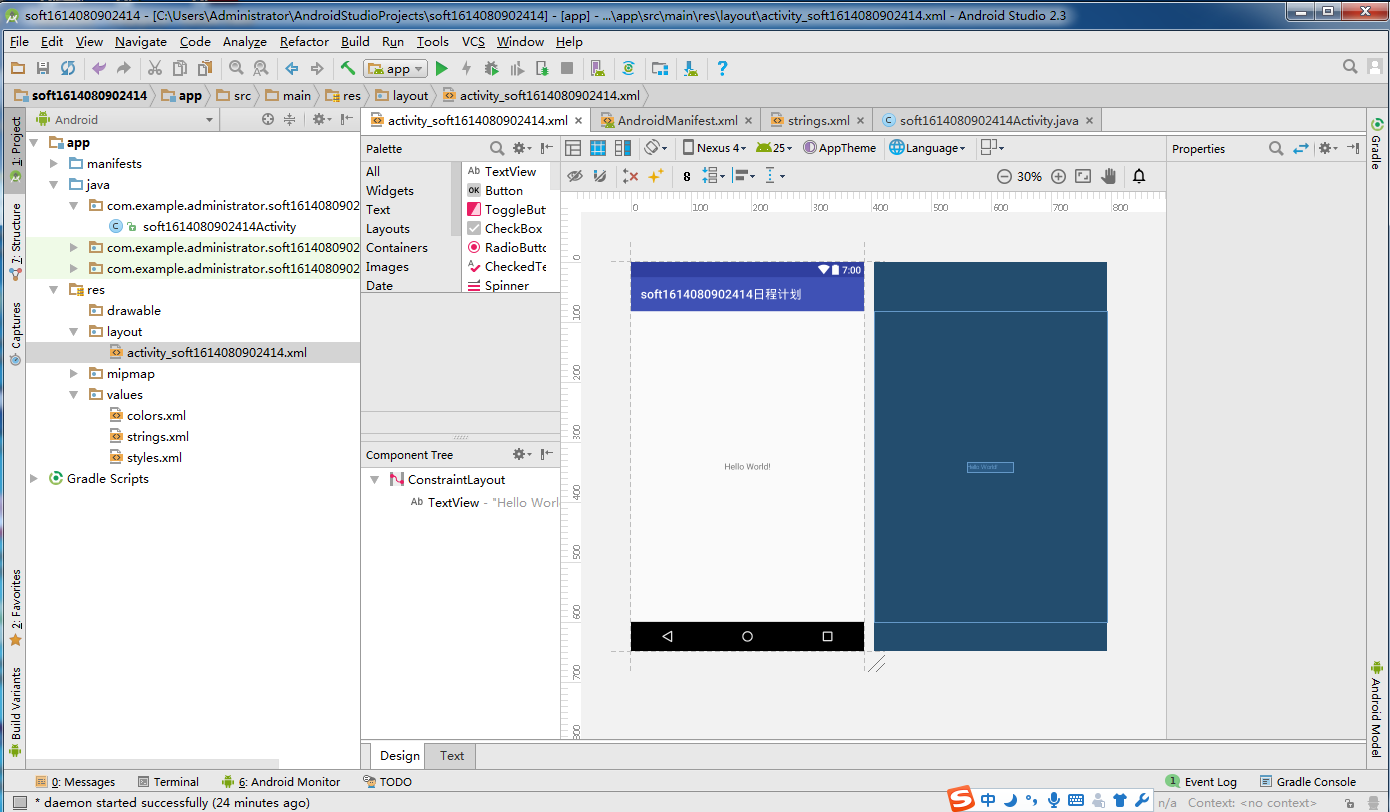 soft1614080902414 - [C:\Users\Administrator\AndroidStudioProjects\soft1614080902414] - [app] - ...\app\src\main\res\layout\activity_soft1614080902414.xml - Android Studio 2.3
File Edit View Navigate Code Analyze Refactor Build Run Tools VCS Window Help
app
soft1614080902414 app src main res layout activity_soft1614080902414.xml
Android
activity_soft1614080902414.xml AndroidManifest.xml strings.xml soft1614080902414Activity.java
1: Project
7: Structure
Captures
2: Favorites
Build Variants
app
manifests
java
com.example.administrator.soft1614080902
soft1614080902414Activity
com.example.administrator.soft1614080902
com.example.administrator.soft1614080902
res
drawable
layout
activity_soft1614080902414.xml
mipmap
values
colors.xml
strings.xml
styles.xml
Gradle Scripts
Palette
All
Widgets
Text
Layouts
Containers
Images
Date
Ab TextView
OK Button
ToggleBut
CheckBox
RadioButto
CheckedTe
Spinner
Component Tree
ConstraintLayout
Ab TextView - "Hello Worl
Nexus 4 25 AppTheme Language
8 30%
0 100 200 300 400 500 600 700 800
0
100
200
300
400
500
600
700
800
7:00
soft1614080902414日程计划
Hello World!
Hello World!
Properties
Gradle
Android Model
Design Text
0: Messages Terminal 6: Android Monitor TODO
1 Event Log Gradle Console
* daemon started successfully (24 minutes ago)
S 中
n/a Context: <no context>